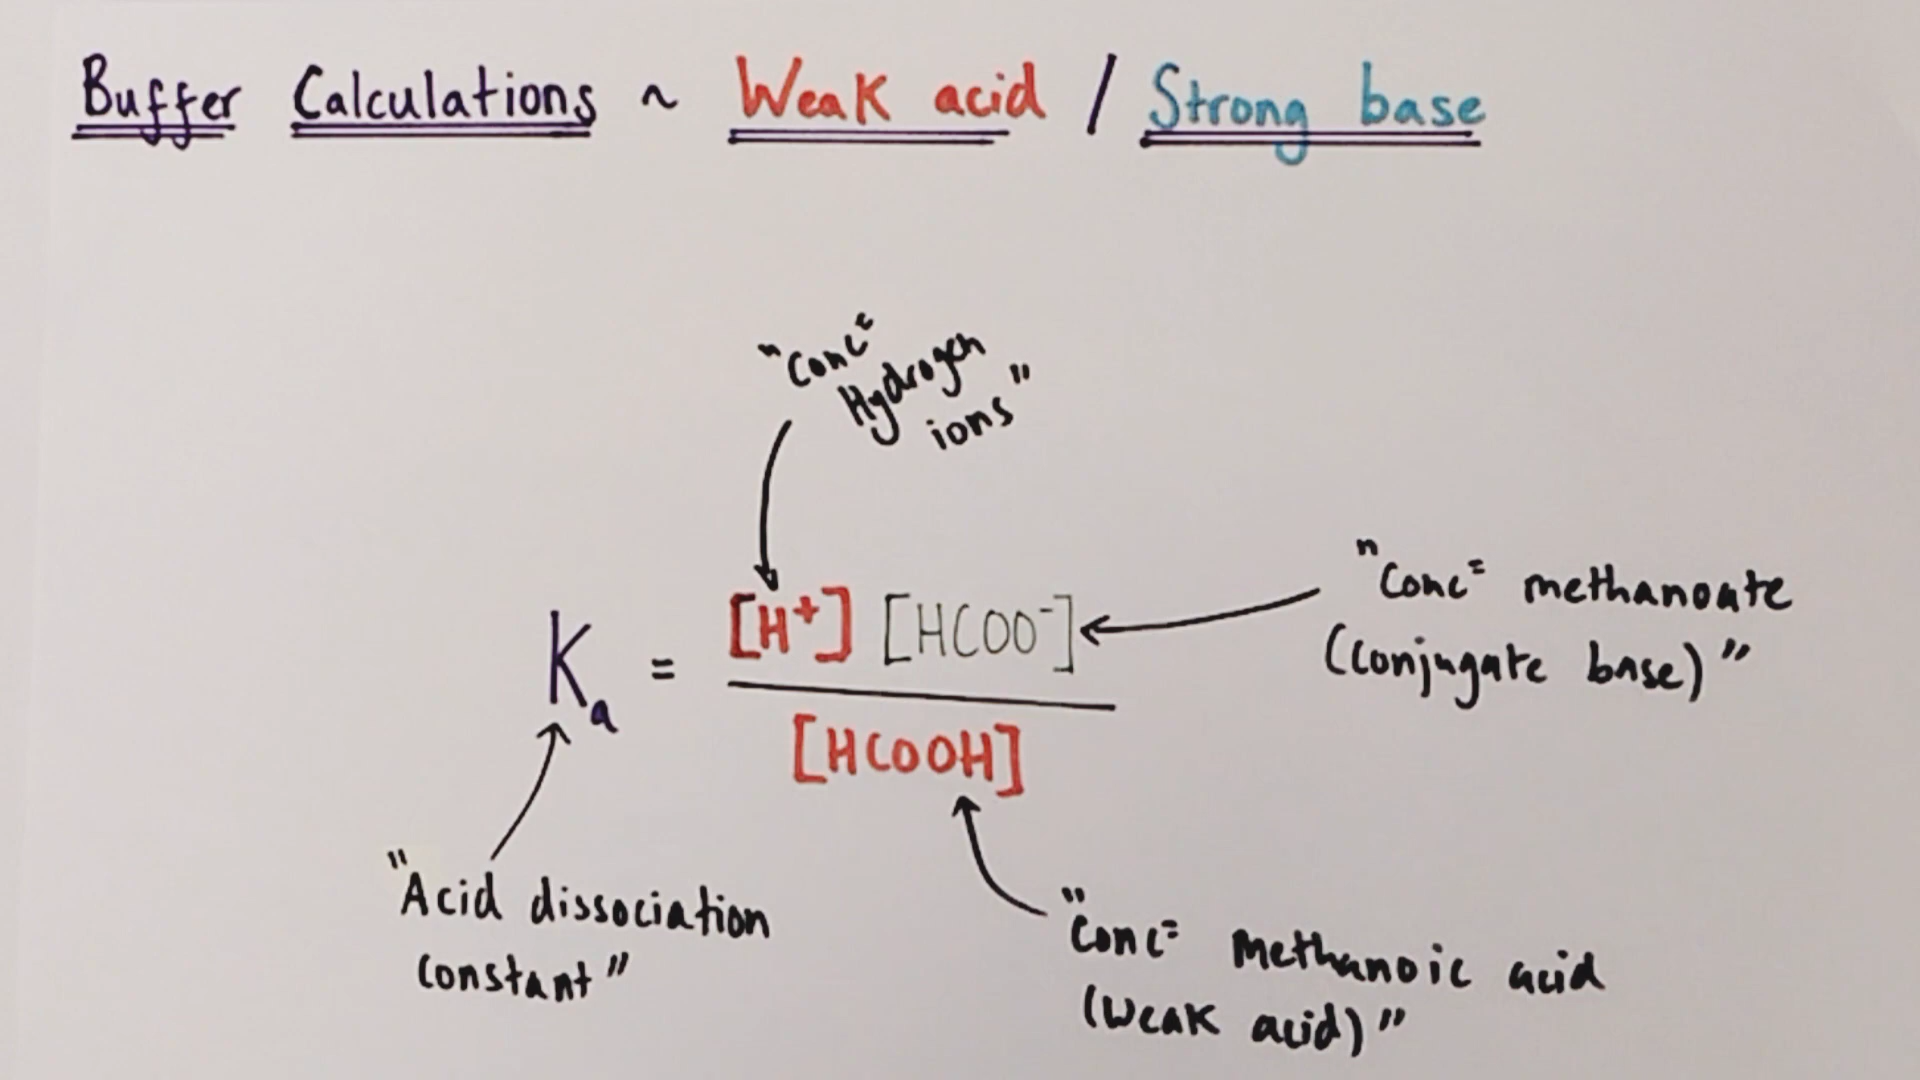 Buffer Calculations ~ Weak acid / Strong base
"Conc=
Hydrogen
ions"
[H⁺] [HCOO⁻]
"Conc= methanoate
(conjugate base)"
Kₐ =
[HCOOH]
"Acid dissociation
constant"
"Conc= Methanoic acid
(Weak acid)"